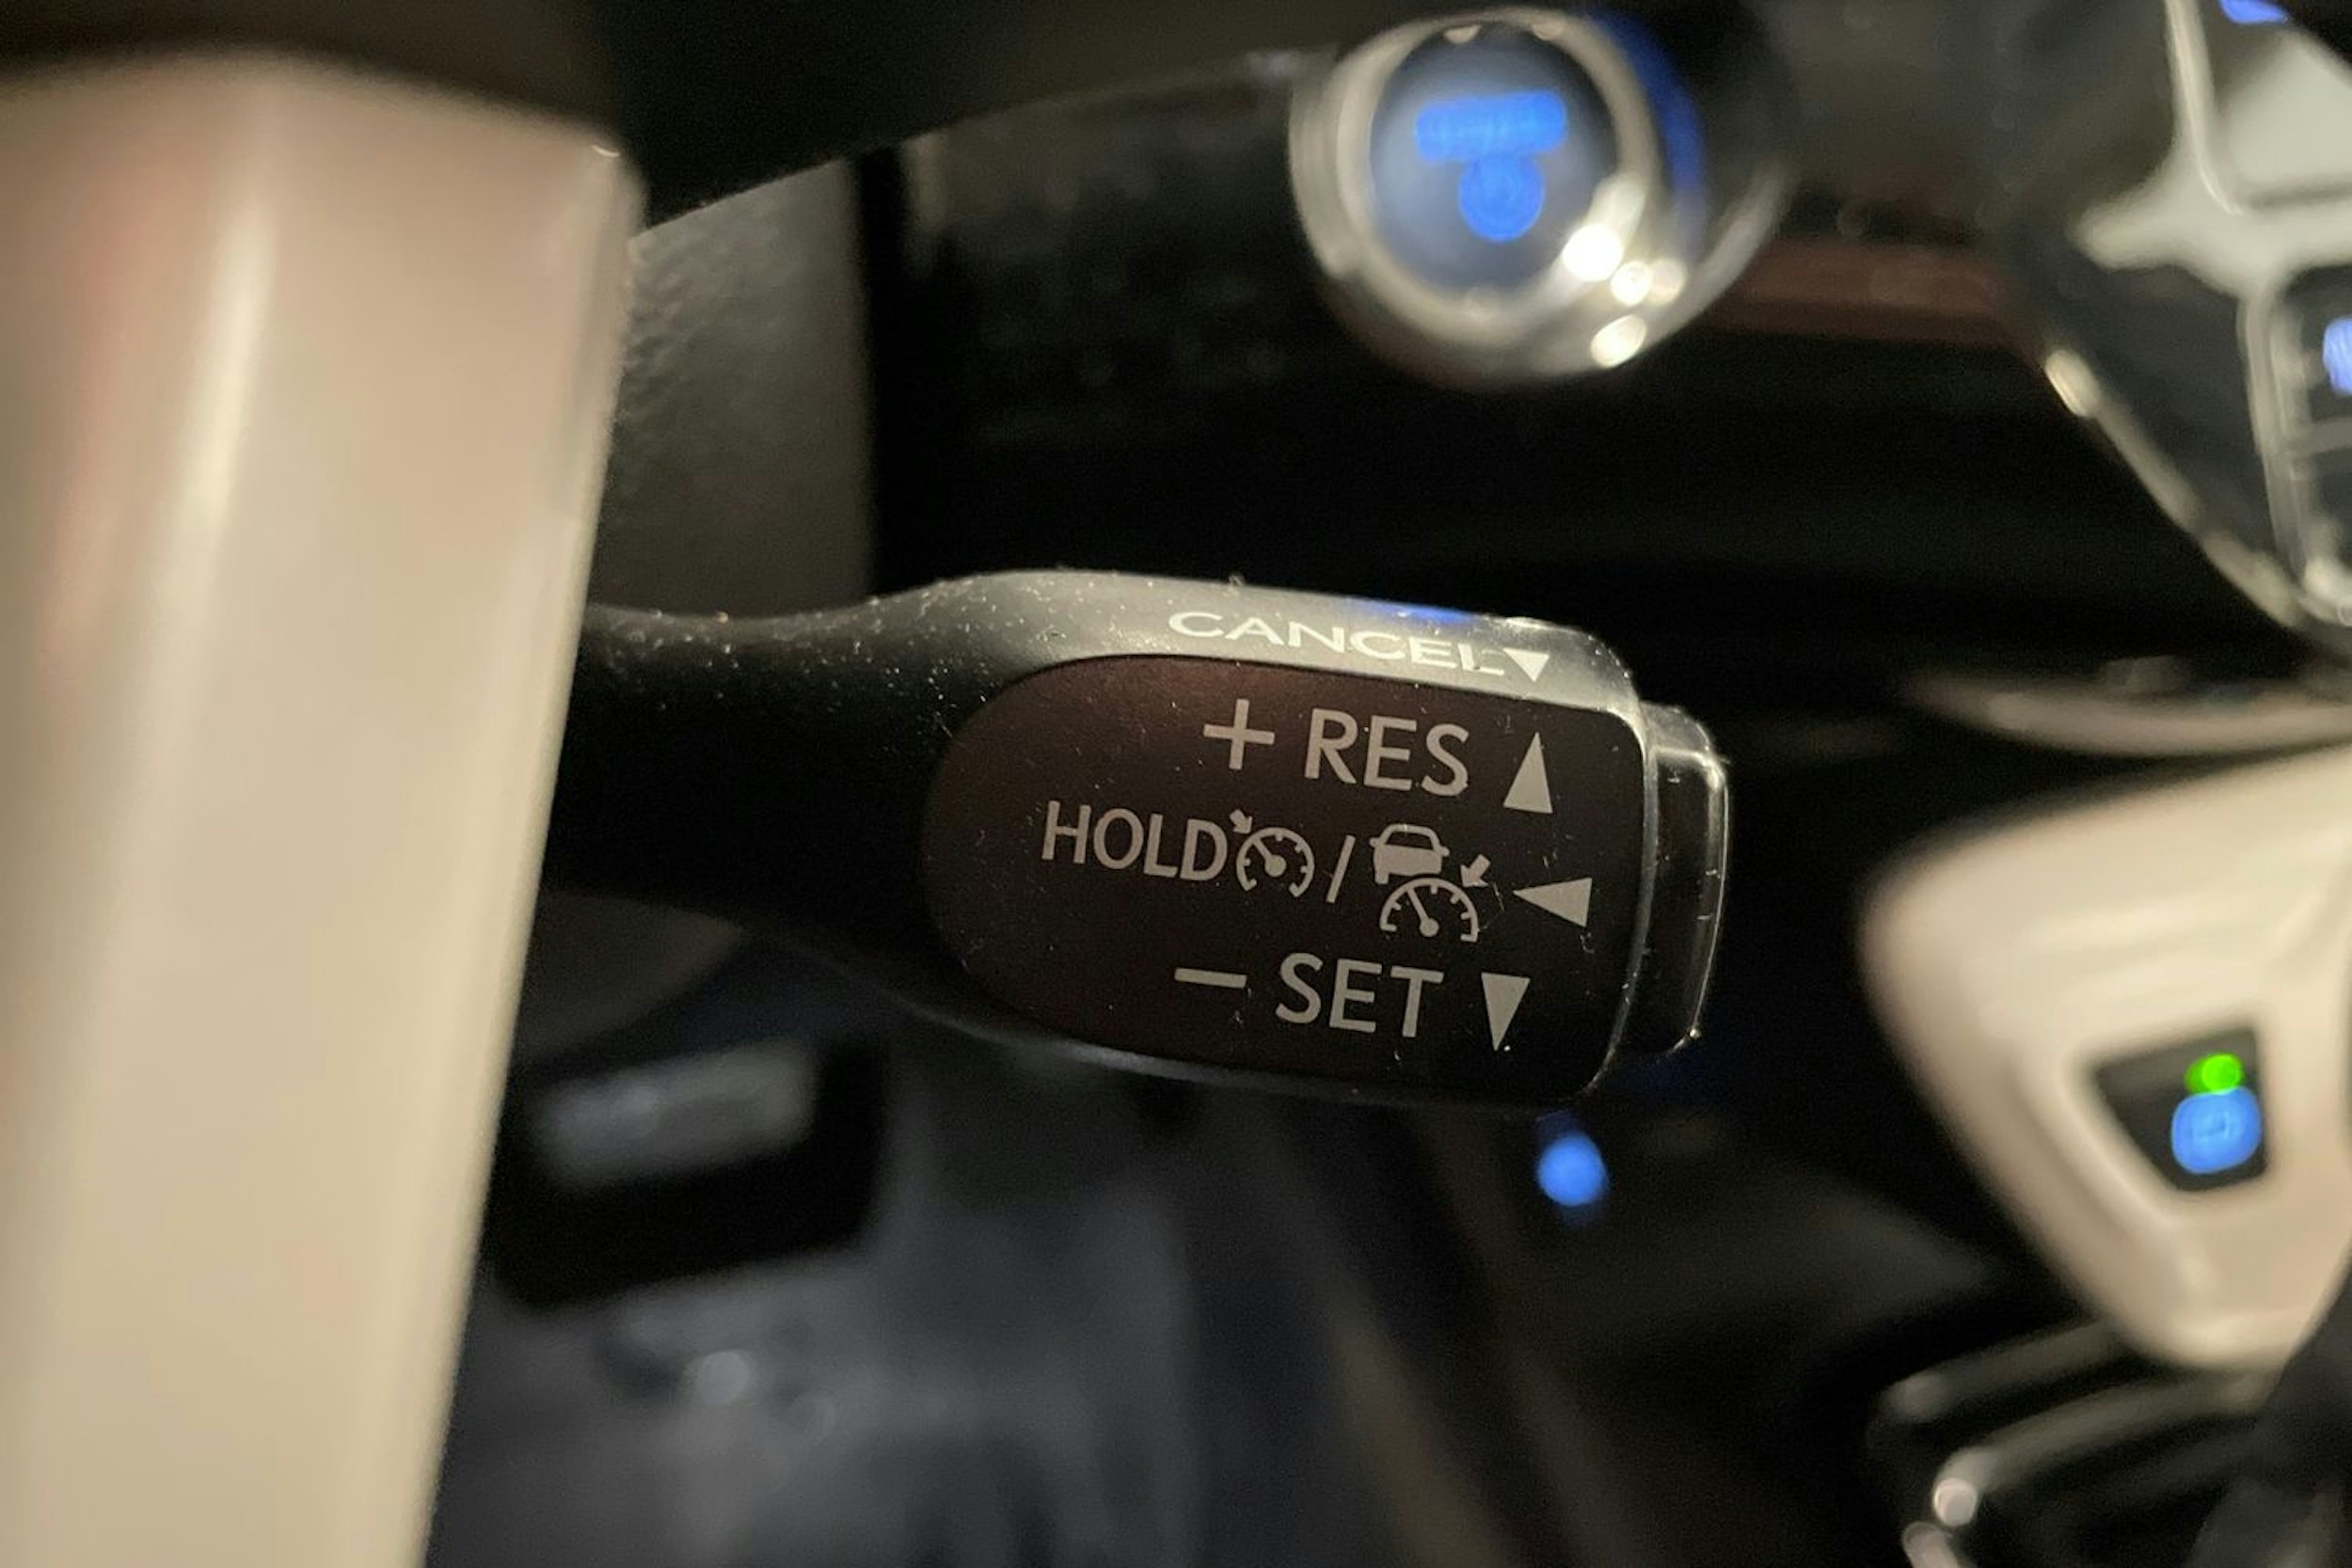 CANCEL▼
+ RES ▲
HOLD / ◀
− SET ▼